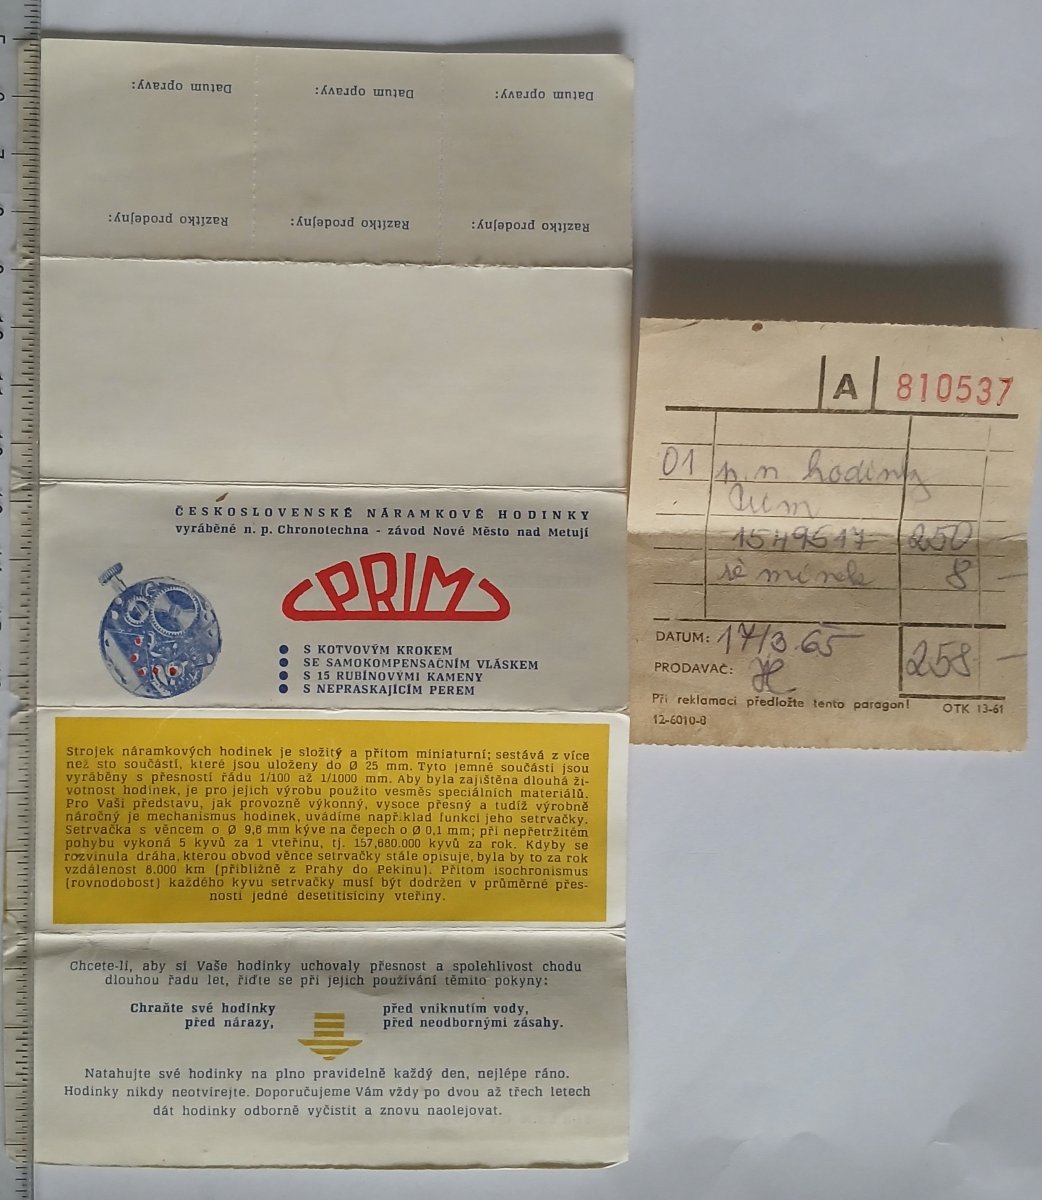 Datum opravy: Datum opravy: Datum opravy:
Razítko prodejny: Razítko prodejny: Razítko prodejny:
ČESKOSLOVENSKÉ NÁRAMKOVÉ HODINKY
vyráběné n. p. Chronotechna - závod Nové Město nad Metují
PRIM
S KOTVOVÝM KROKEM
SE SAMOKOMPENSAČNÍM VLÁSKEM
S 15 RUBÍNOVÝMI KAMENY
S NEPRASKAJÍCÍM PEREM
Strojek náramkových hodinek je složitý a přitom miniaturní; sestává z více
než sto součástí, které jsou uloženy do Ø 25 mm. Tyto jemné součásti jsou
vyráběny s přesností řádu 1/100 až 1/1000 mm. Aby byla zajištěna dlouhá ži-
votnost hodinek, je pro jejich výrobu použito vesměs speciálních materiálů.
Pro Vaši představu, jak provozně výkonný, vysoce přesný a tudíž výrobně
náročný je mechanismus hodinek, uvádíme např.klad funkci jeho setrvačky.
Setrvačka s věncem o Ø 9,6 mm kýve na čepech o Ø 0,1 mm; při nepřetržitém
pohybu vykoná 5 kyvů za 1 vteřinu, tj. 157,680.000 kyvů za rok. Kdyby se
rozvinula dráha, kterou obvod věnce setrvačky stále opisuje, byla by to za rok
vzdálenost 8.000 km (přibližně z Prahy do Pekinu). Přitom isochronismus
(rovnodobost) každého kyvu setrvačky musí být dodržen v průměrné přes-
nosti jedné desetitisíciny vteřiny.
Chcete-li, aby si Vaše hodinky uchovaly přesnost a spolehlivost chodu
dlouhou řadu let, řiďte se při jejich používání těmito pokyny:
Chraňte své hodinky
před nárazy,
před vniknutím vody,
před neodbornými zásahy.
Natahujte své hodinky na plno pravidelně každý den, nejlépe ráno.
Hodinky nikdy neotvírejte. Doporučujeme Vám vždy po dvou až třech letech
dát hodinky odborně vyčistit a znovu naolejovat.
A 810537
01 hodinky
1549517 250
8 —
DATUM: 17/3 65
PRODAVAČ:
258 —
Při reklamaci předložte tento paragon! OTK 13-61
12-6010-8